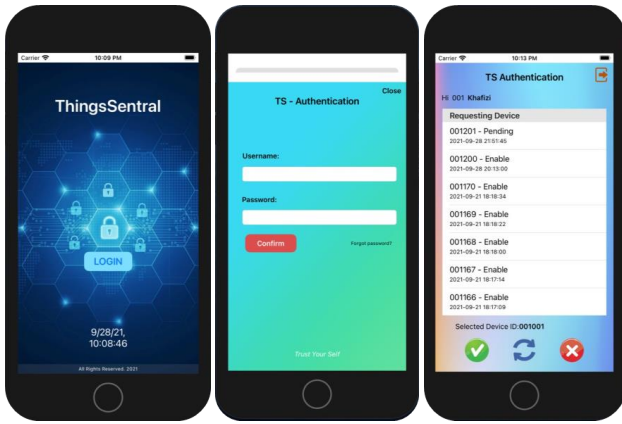 Carrier 10:09 PM
ThingsSentral
LOGIN
9/28/21,
10:08:46
All Rights Reserved 2021
Close
TS - Authentication
Username:
Password:
Confirm
Forgot password?
Trust Your Self
Carrier 10:13 PM
TS Authentication
Hi 001 Khafizi
Requesting Device
001201 - Pending
2021-09-28 21:51:45
001200 - Enable
2021-09-28 20:13:00
001170 - Enable
2021-09-21 18:18:34
001169 - Enable
2021-09-21 18:18:22
001168 - Enable
2021-09-21 18:18:00
001167 - Enable
2021-09-21 18:17:14
001166 - Enable
2021-09-21 18:17:09
Selected Device ID:001001